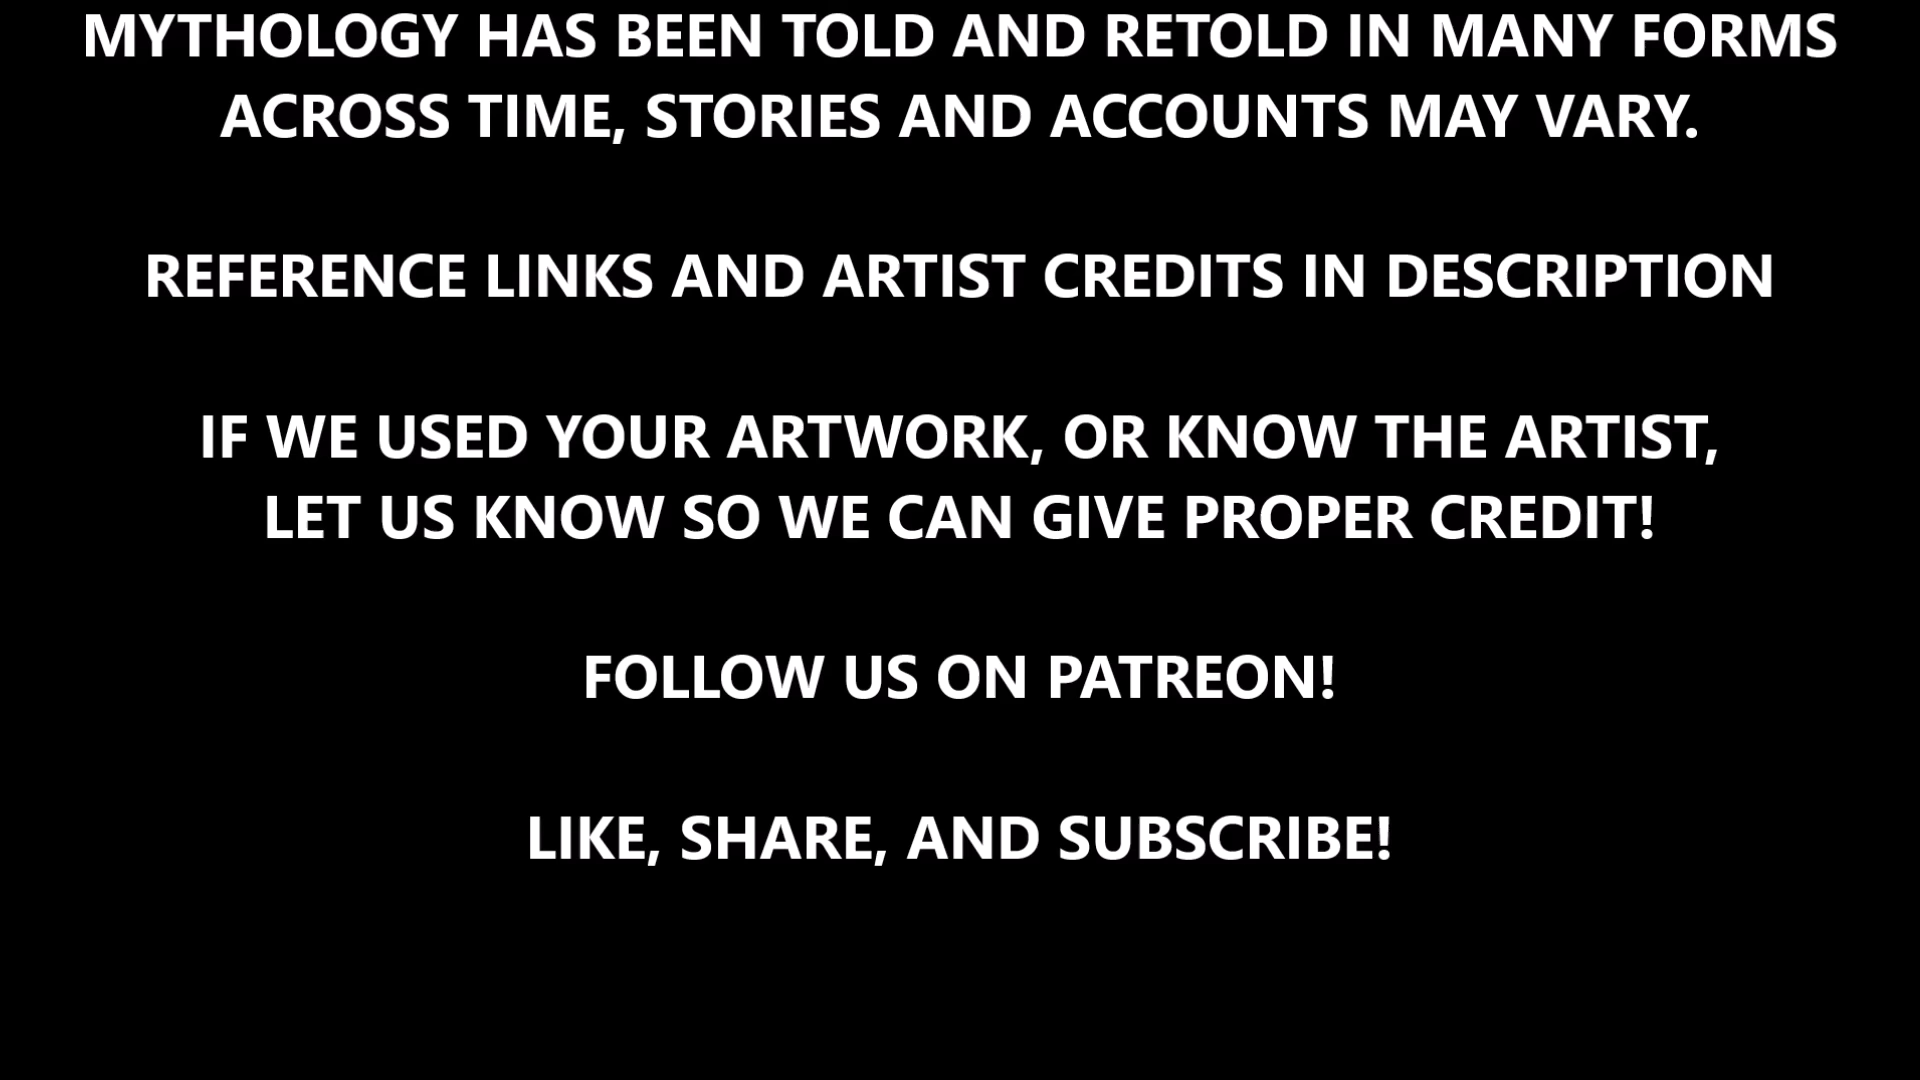 MYTHOLOGY HAS BEEN TOLD AND RETOLD IN MANY FORMS
ACROSS TIME, STORIES AND ACCOUNTS MAY VARY.
REFERENCE LINKS AND ARTIST CREDITS IN DESCRIPTION
IF WE USED YOUR ARTWORK, OR KNOW THE ARTIST,
LET US KNOW SO WE CAN GIVE PROPER CREDIT!
FOLLOW US ON PATREON!
LIKE, SHARE, AND SUBSCRIBE!